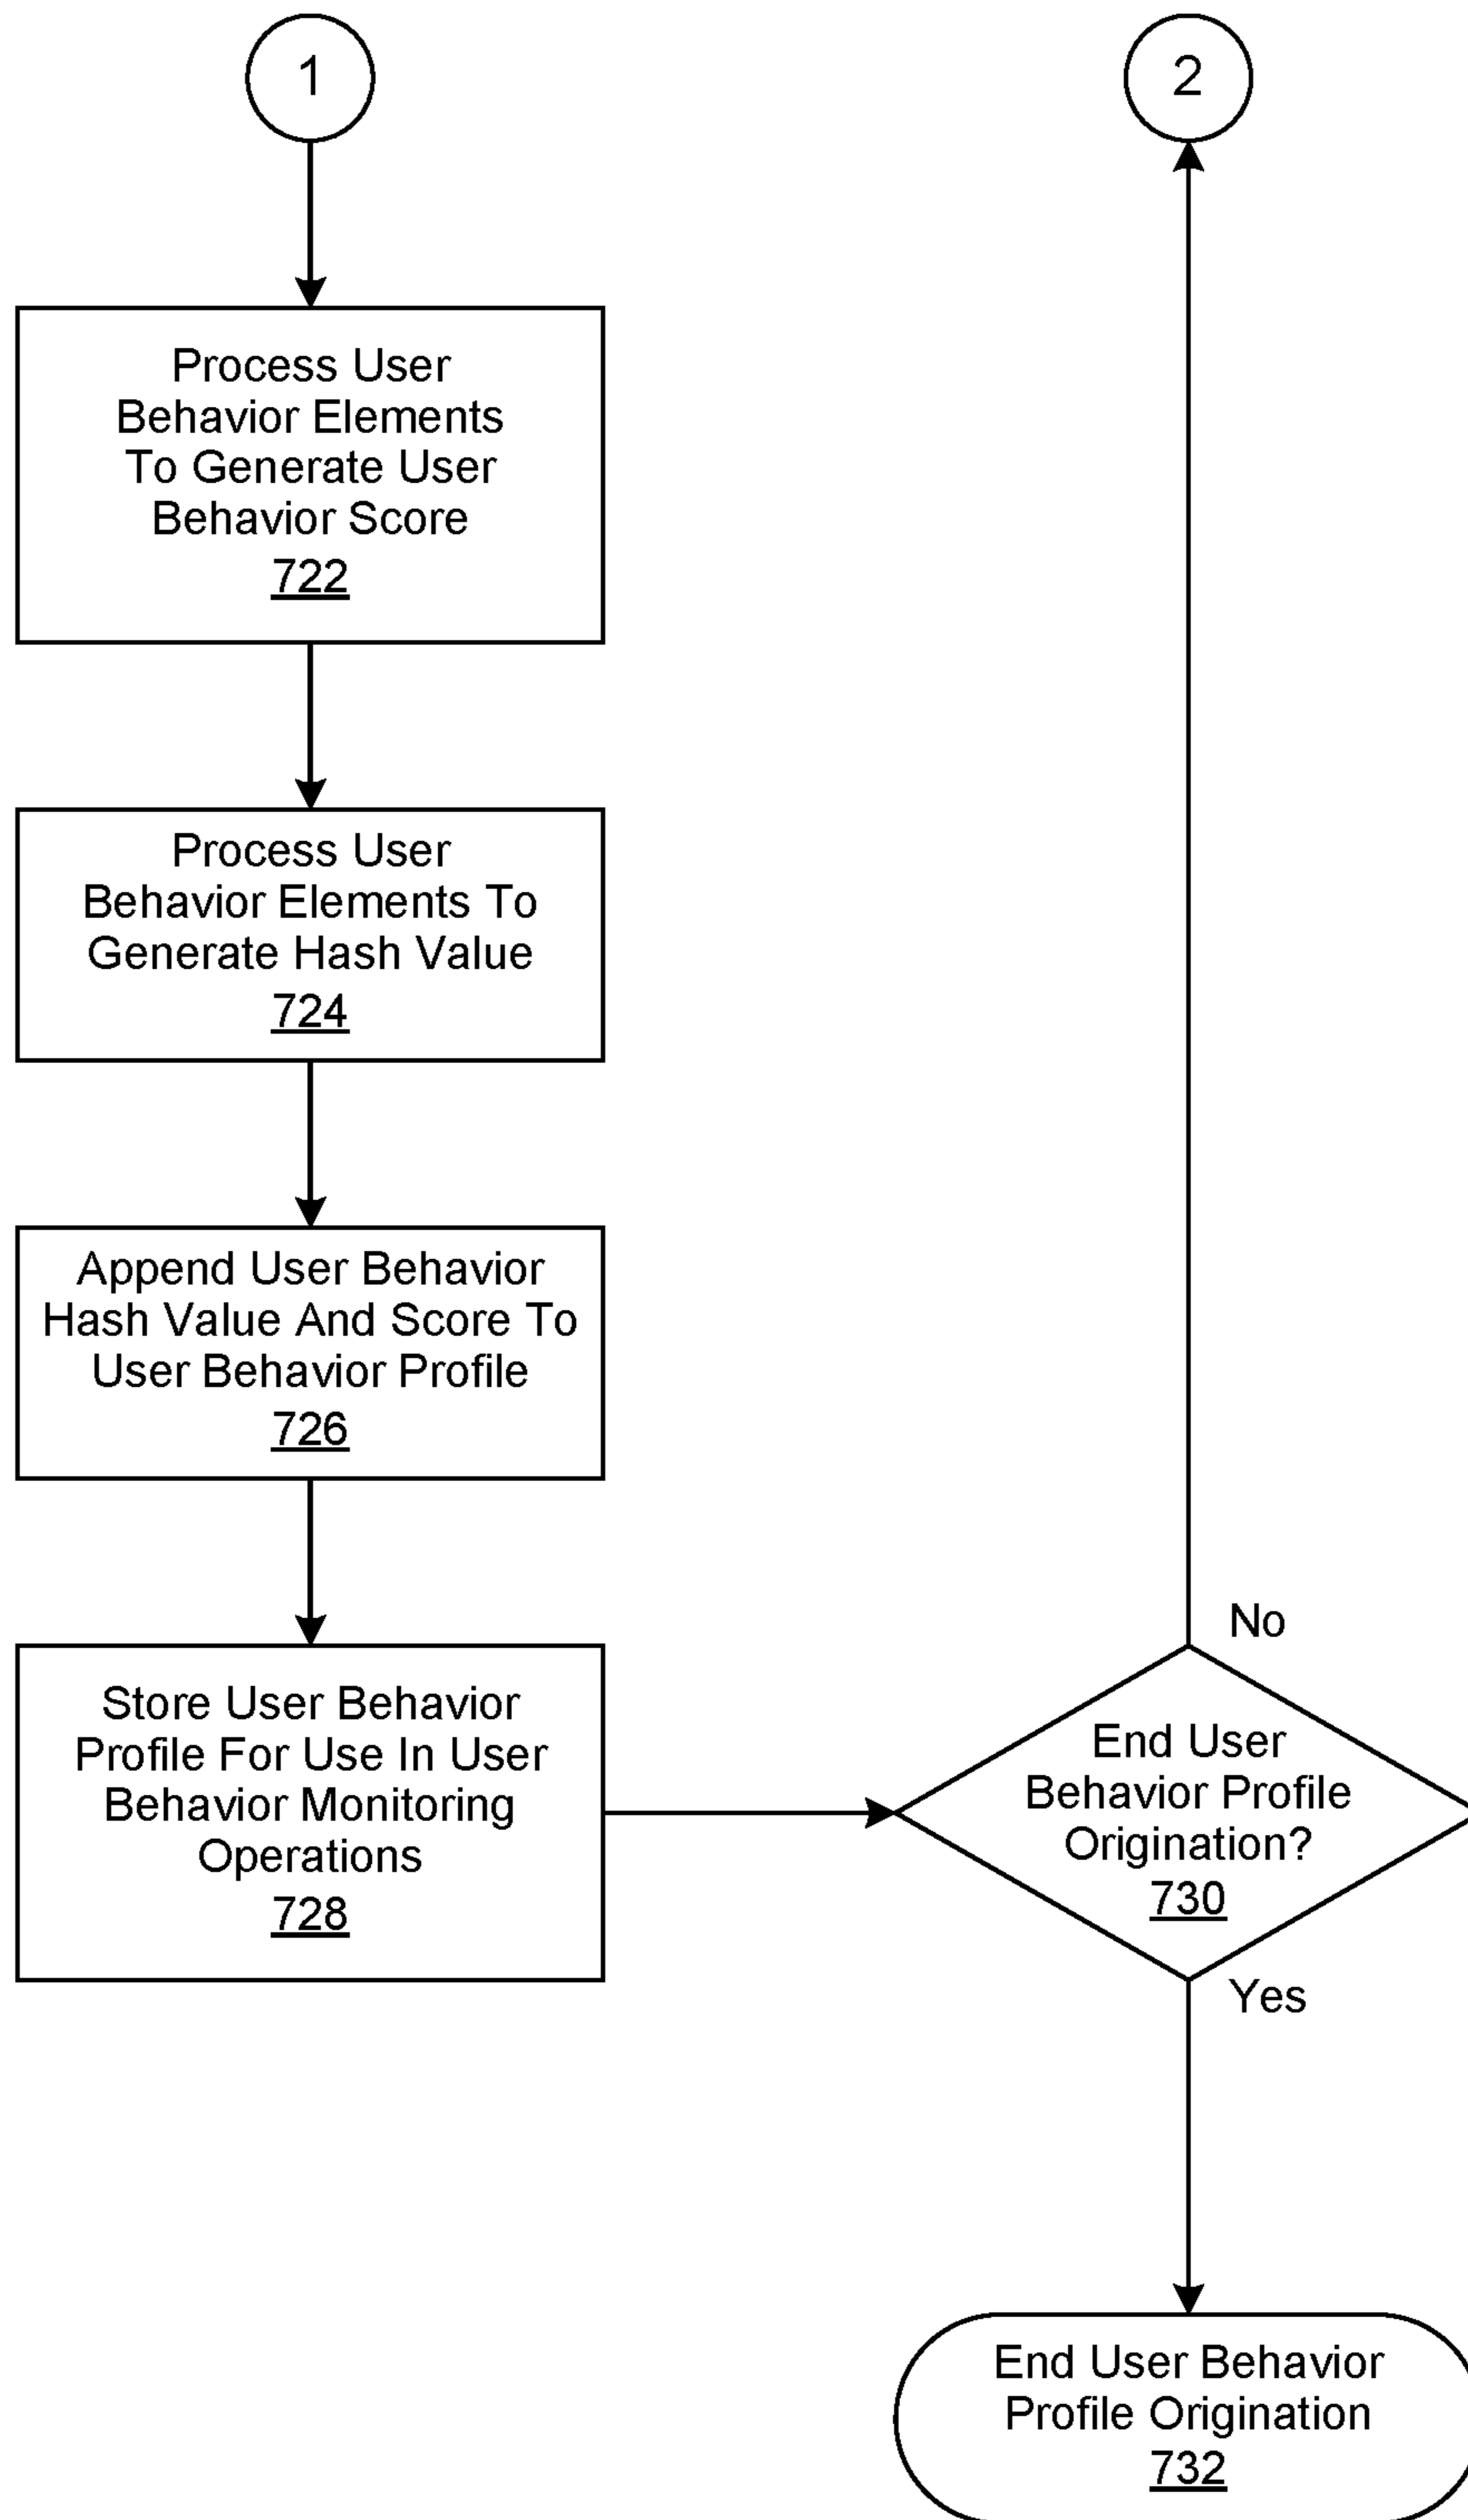 1
2
Process User
Behavior Elements
To Generate User
Behavior Score
722
Process User
Behavior Elements To
Generate Hash Value
724
Append User Behavior
Hash Value And Score To
User Behavior Profile
726
Store User Behavior
Profile For Use In User
Behavior Monitoring
Operations
728
No
End User
Behavior Profile
Origination?
730
Yes
End User Behavior
Profile Origination
732